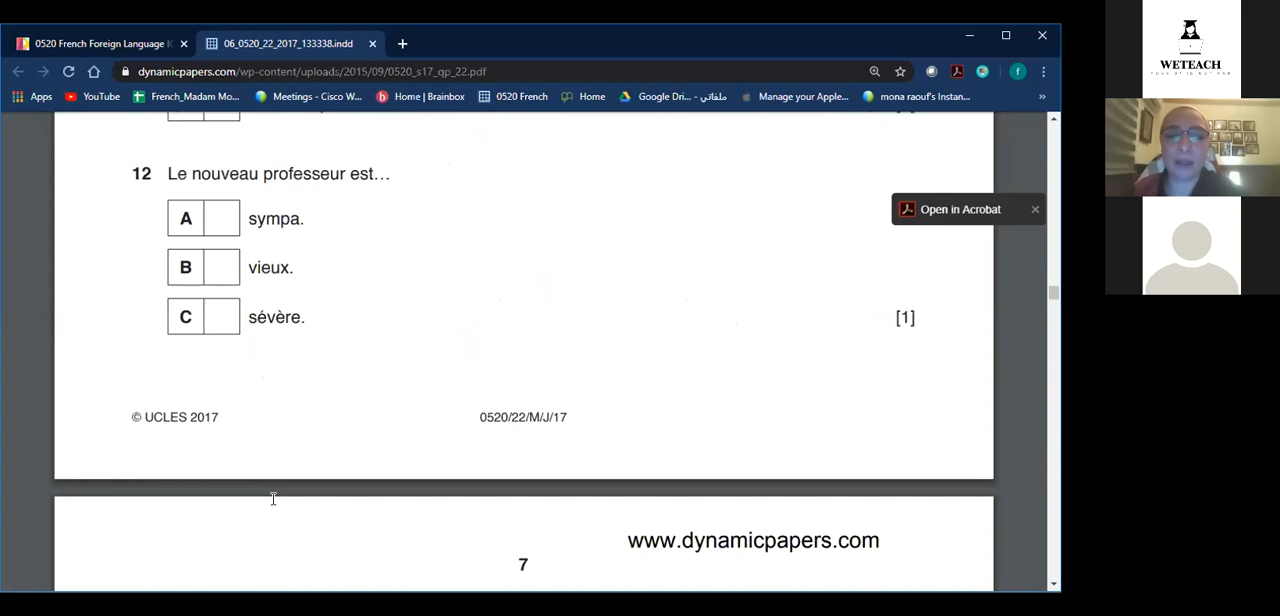 0520 French Foreign Language I
06_0520_22_2017_133338.indd
dynamicpapers.com/wp-content/uploads/2015/09/0520_s17_qp_22.pdf
Apps YouTube French_Madam Mo... Meetings - Cisco W... Home | Brainbox 0520 French Home Google Dri... - ملفاتي Manage your Apple... mona raouf's Instan... »
12 Le nouveau professeur est…
A sympa.
B vieux.
C sévère. [1]
Open in Acrobat
© UCLES 2017 0520/22/M/J/17
www.dynamicpapers.com
7
WETEACH